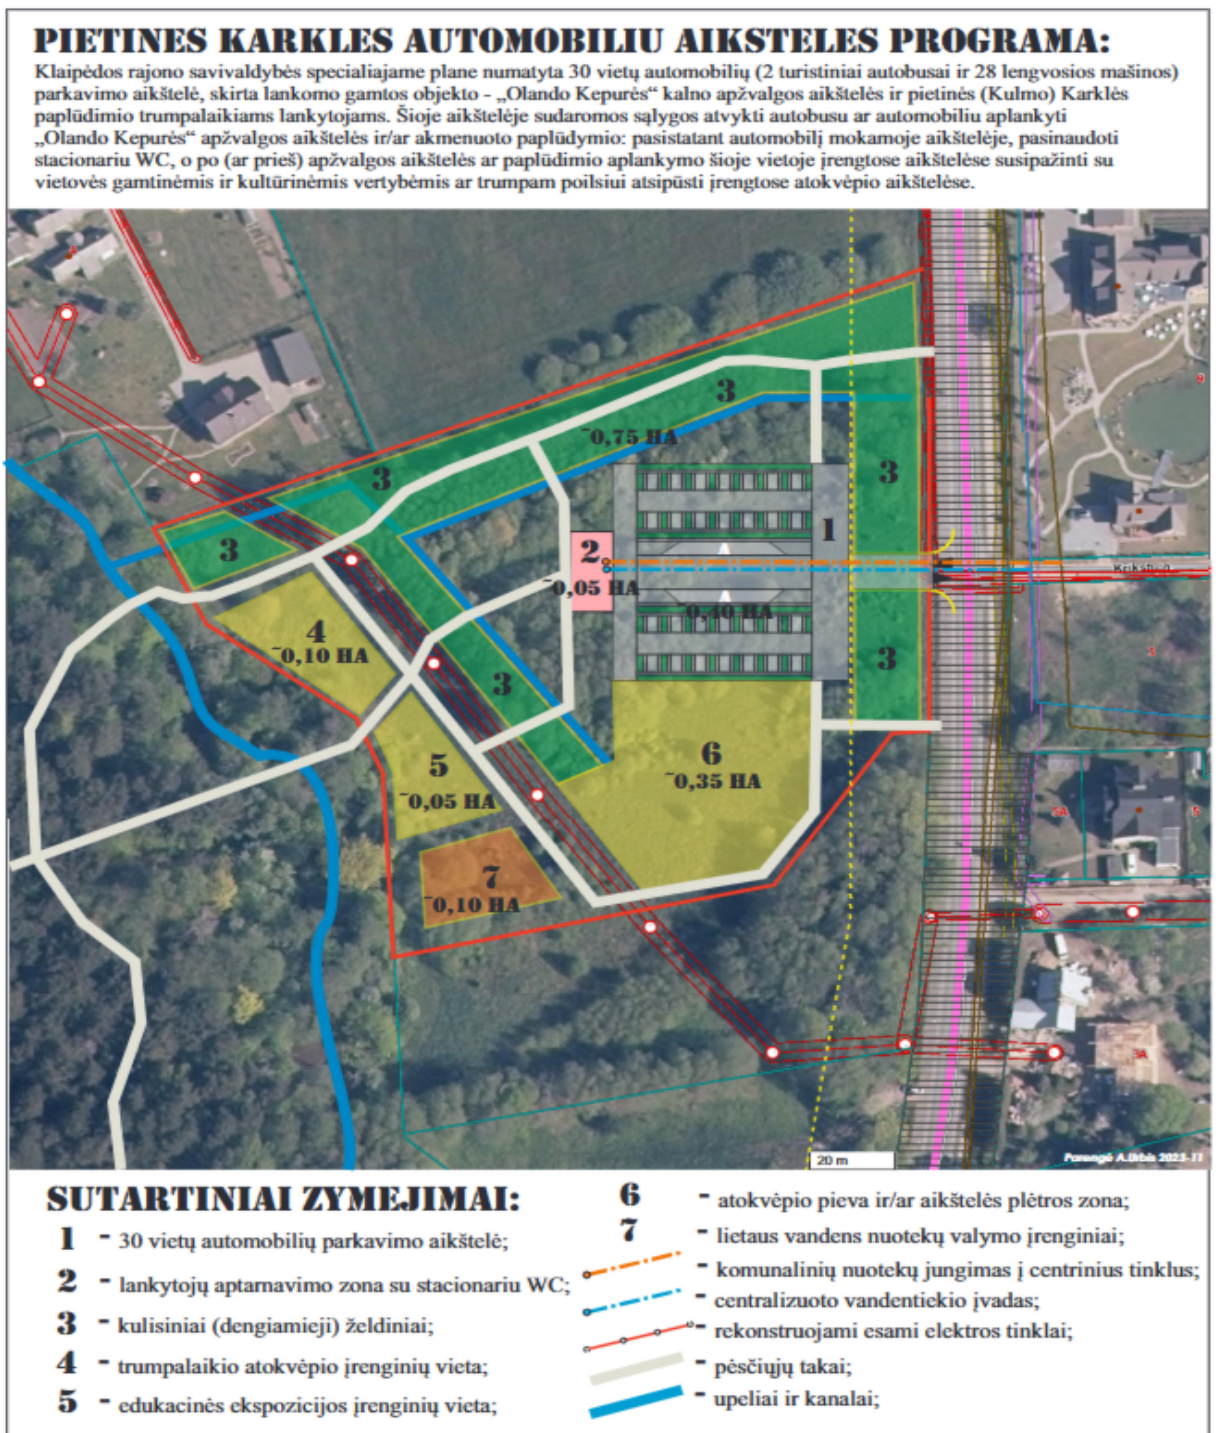 PIETINES KARKLES AUTOMOBILIU AIKSTELES PROGRAMA:
Klaipėdos rajono savivaldybės specialiajame plane numatyta 30 vietų automobilių (2 turistiniai autobusai ir 28 lengvosios mašinos)
parkavimo aikštelė, skirta lankomo gamtos objekto - „Olando Kepurės“ kalno apžvalgos aikštelės ir pietinės (Kulmo) Karklės
paplūdimio trumpalaikiams lankytojams. Šioje aikštelėje sudaromos sąlygos atvykti autobusu ar automobiliu aplankyti
„Olando Kepurės“ apžvalgos aikštelės ir/ar akmenuoto paplūdymio: pasistatant automobilį mokamoje aikštelėje, pasinaudoti
stacionariu WC, o po (ar prieš) apžvalgos aikštelės ar paplūdimio aplankymo šioje vietoje įrengtose aikštelėse susipažinti su
vietovės gamtinėmis ir kultūrinėmis vertybėmis ar trumpam poilsiui atsipūsti įrengtose atokvėpio aikštelėse.
3
~0,75 HA
3
3
1
3
2
~0,05 HA
~0,40 HA
4
~0,10 HA
3
3
5
~0,05 HA
6
~0,35 HA
7
~0,10 HA
9
1
5A
3A
20 m
Parengė A.Urbis 2023-11
SUTARTINIAI ZYMEJIMAI:
1 - 30 vietų automobilių parkavimo aikštelė;
2 - lankytojų aptarnavimo zona su stacionariu WC;
3 - kulisiniai (dengiamieji) želdiniai;
4 - trumpalaikio atokvėpio įrenginių vieta;
5 - edukacinės ekspozicijos įrenginių vieta;
6 - atokvėpio pieva ir/ar aikštelės plėtros zona;
7 - lietaus vandens nuotekų valymo įrenginiai;
- komunalinių nuotekų jungimas į centrinius tinklus;
- centralizuoto vandentiekio įvadas;
- rekonstruojami esami elektros tinklai;
- pėsčiųjų takai;
- upeliai ir kanalai;